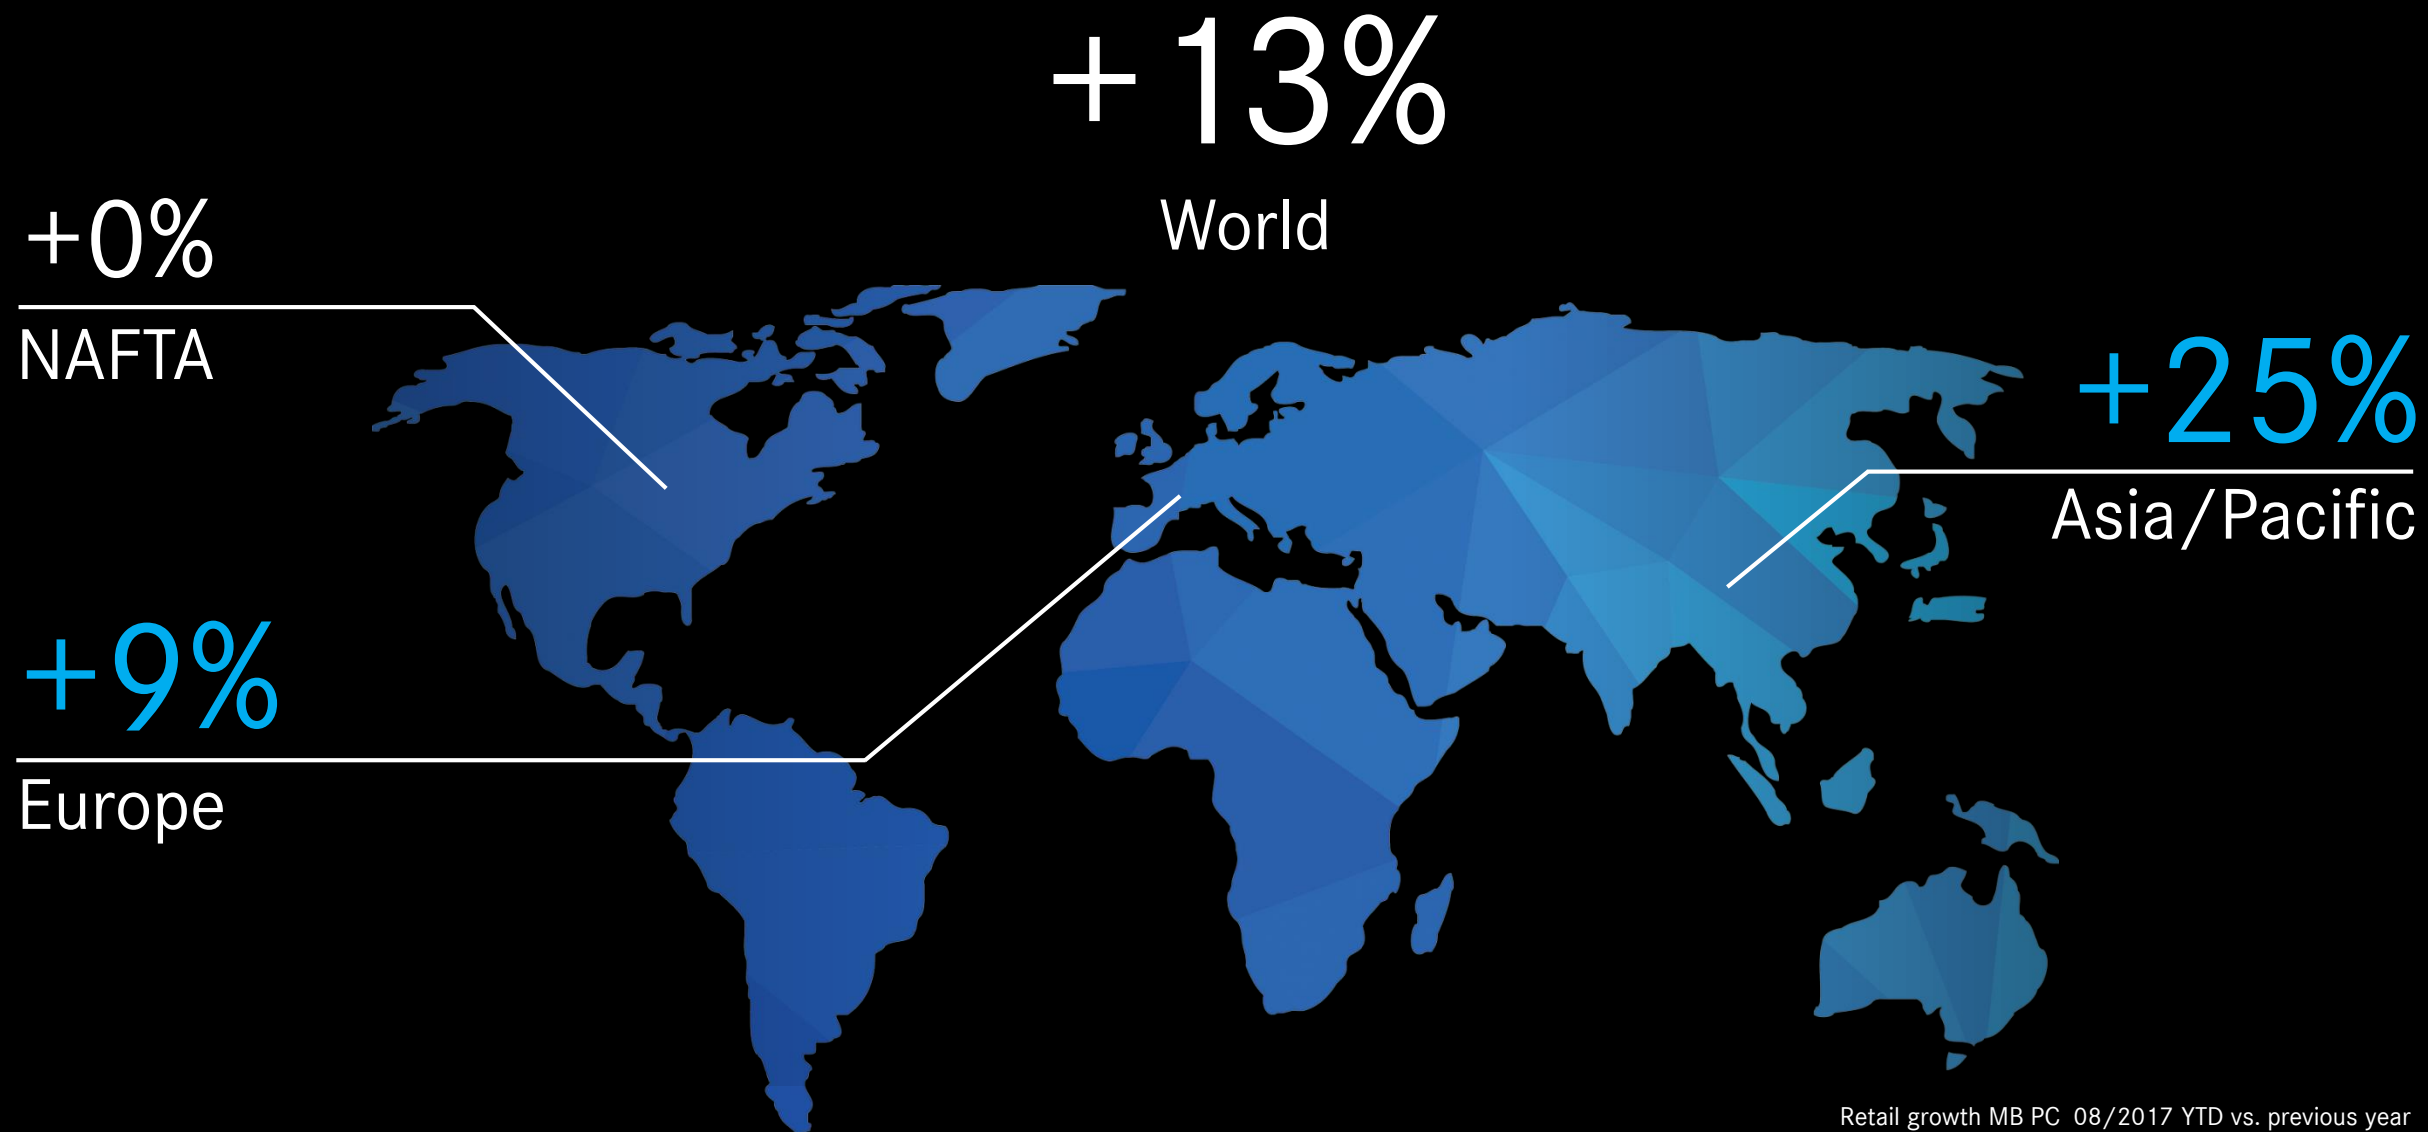 +13%
World
+0%
NAFTA
+25%
Asia/Pacific
+9%
Europe
Retail growth MB PC 08/2017 YTD vs. previous year